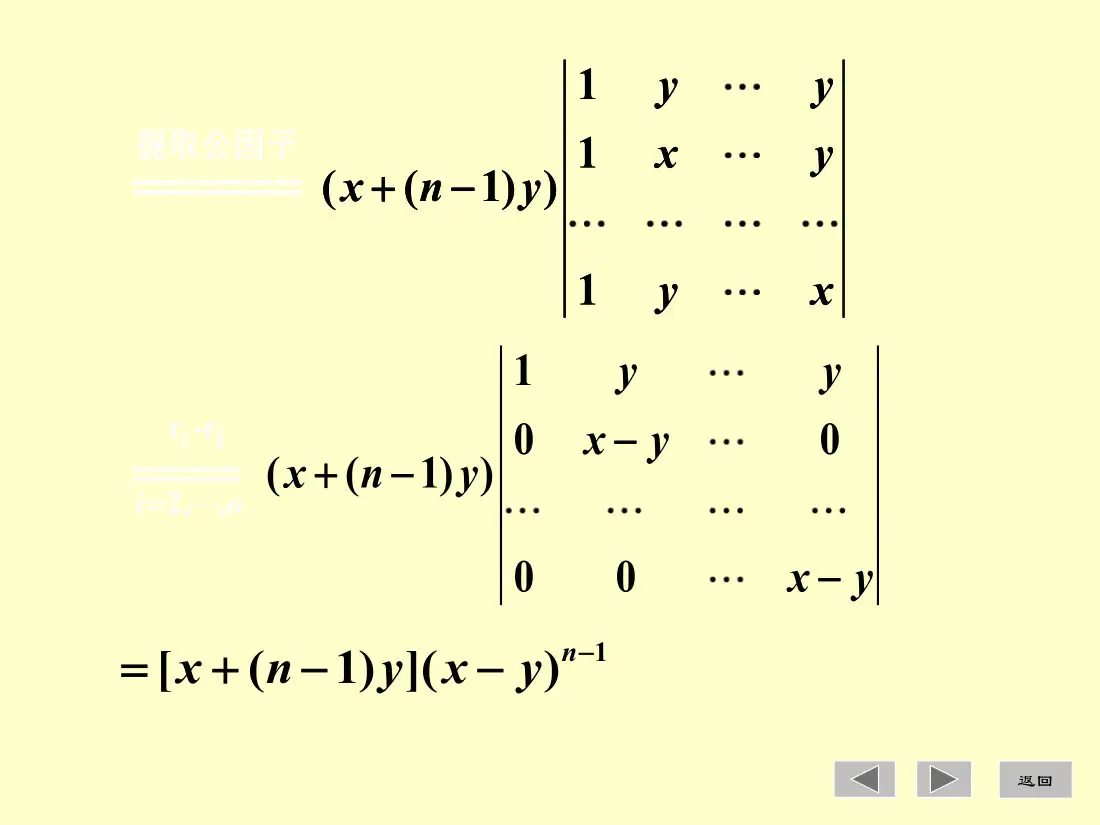 提取公因子
(x+(n−1)y)
1 y ⋯ y
1 x ⋯ y
⋯ ⋯ ⋯ ⋯
1 y ⋯ x
i=2,⋯,n
(x+(n−1)y)
1 y ⋯ y
0 x−y ⋯ 0
⋯ ⋯ ⋯ ⋯
0 0 ⋯ x−y
=[x+(n−1)y](x−y)^{n−1}
返回